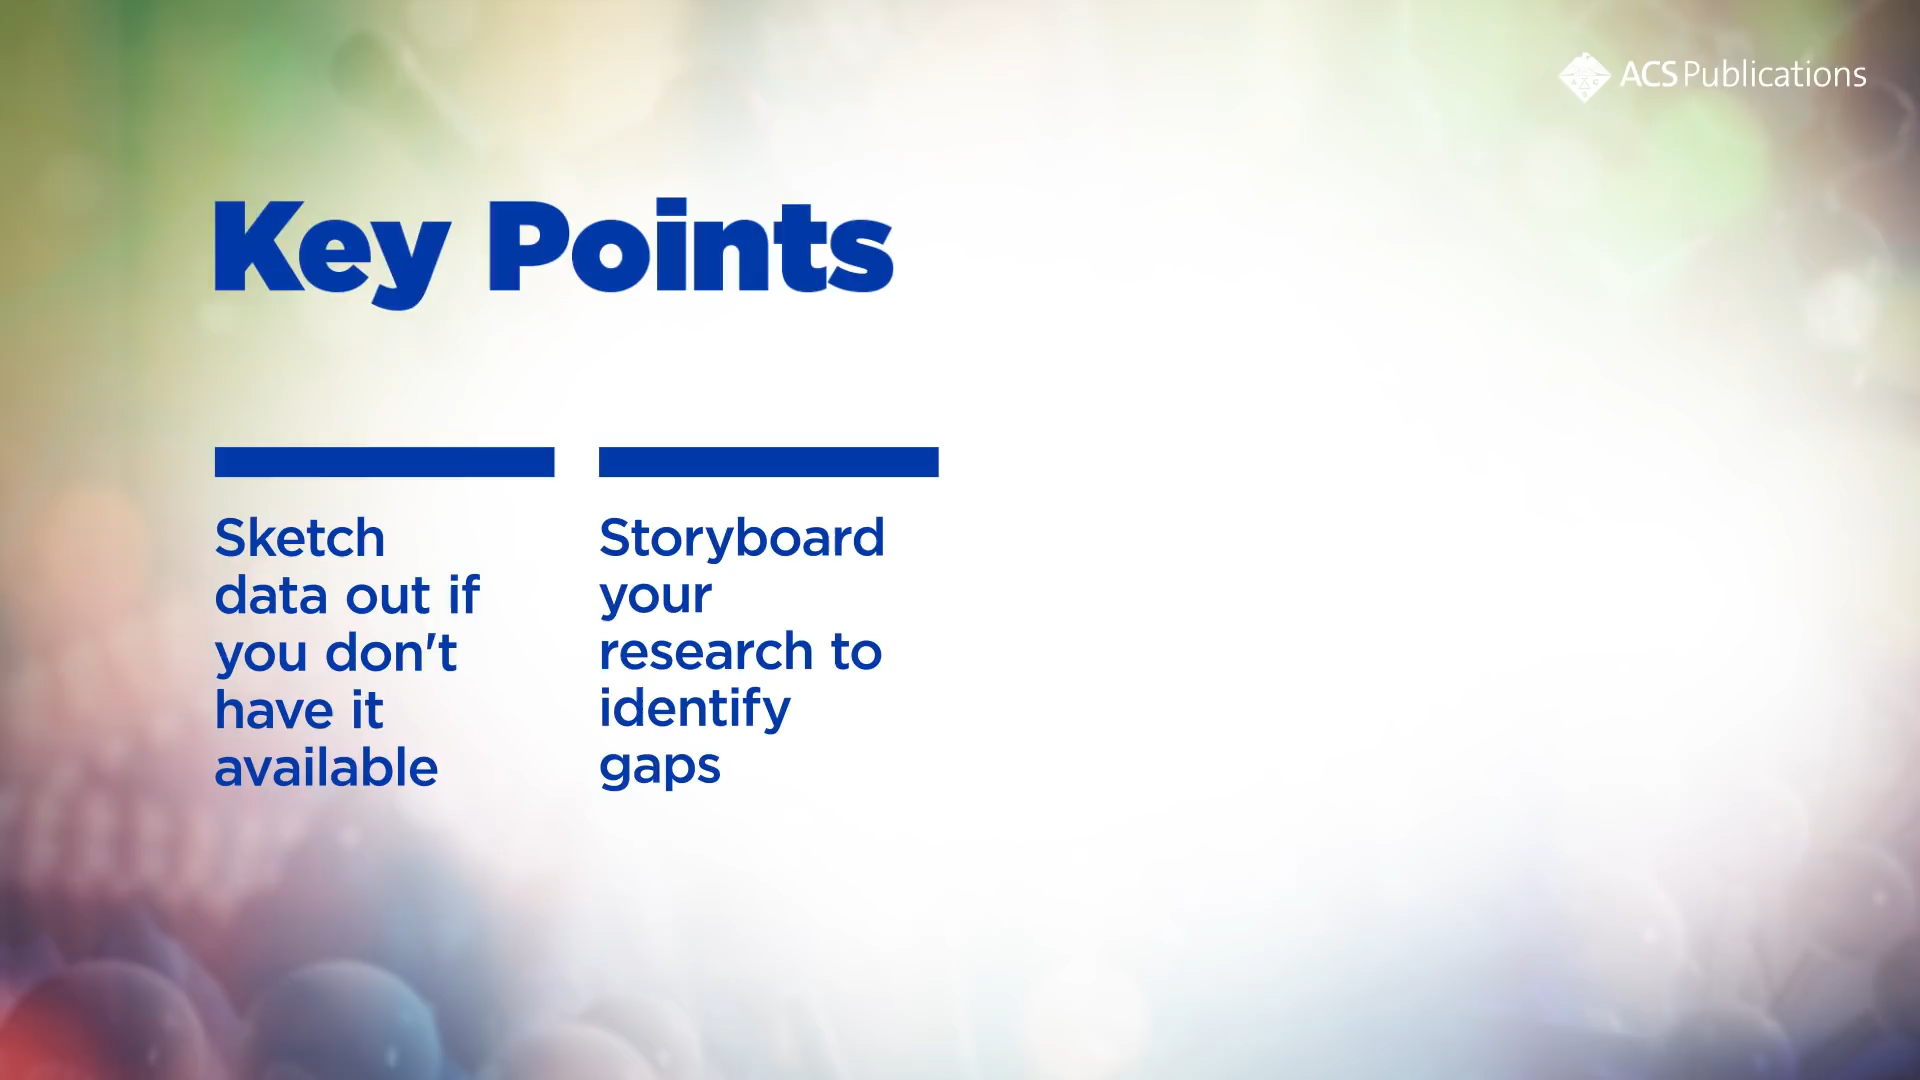 ACS Publications
Key Points
Sketch
data out if
you don't
have it
available
Storyboard
your
research to
identify
gaps